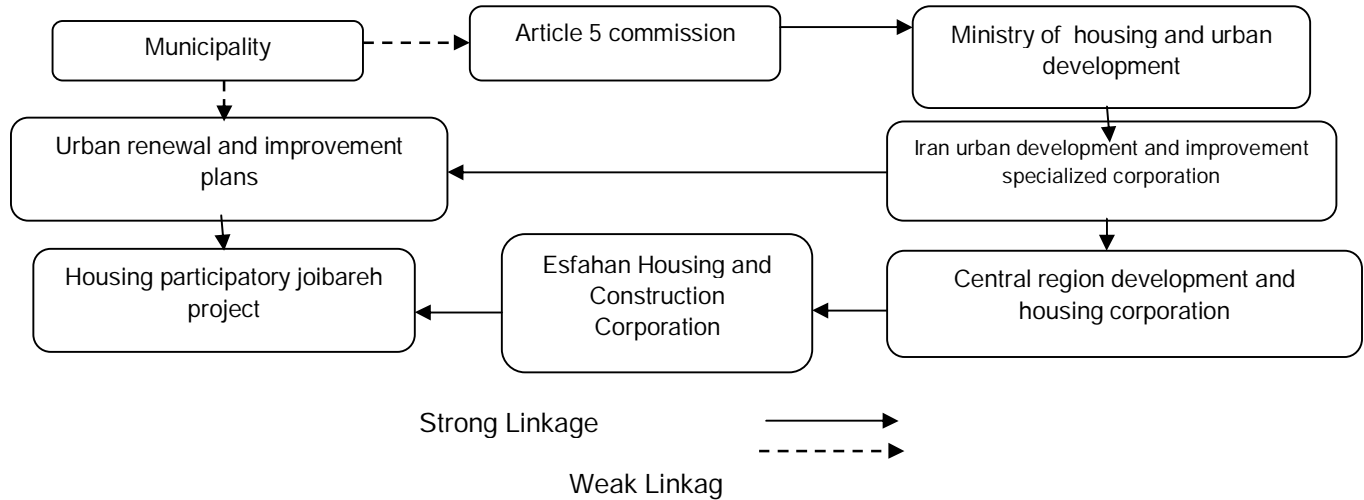 Municipality
Article 5 commission
Ministry of housing and urban
development
Urban renewal and improvement
plans
Iran urban development and improvement
specialized corporation
Housing participatory joibareh
project
Esfahan Housing and
Construction
Corporation
Central region development and
housing corporation
Strong Linkage
Weak Linkag